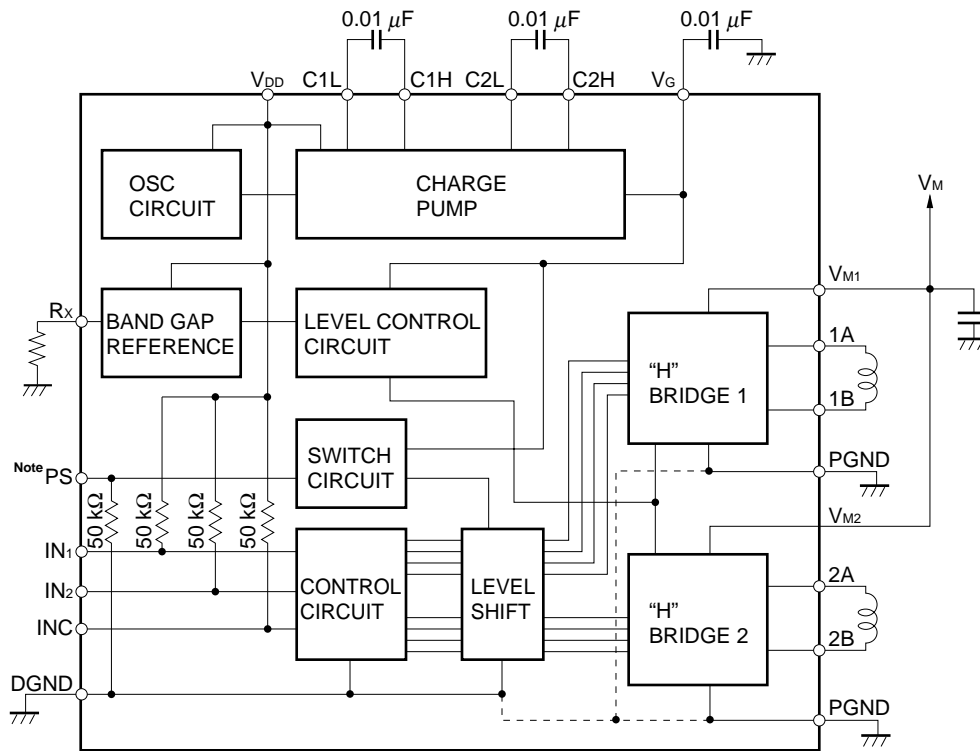 0.01 μF
0.01 μF
0.01 μF
VDD
C1L
C1H
C2L
C2H
VG
OSC
CIRCUIT
CHARGE
PUMP
VM
VM1
RX
BAND GAP
REFERENCE
LEVEL CONTROL
CIRCUIT
“H”
BRIDGE 1
1A
1B
SWITCH
CIRCUIT
Note PS
PGND
50 kΩ
50 kΩ
50 kΩ
50 kΩ
VM2
IN1
IN2
INC
CONTROL
CIRCUIT
LEVEL
SHIFT
“H”
BRIDGE 2
2A
2B
DGND
PGND